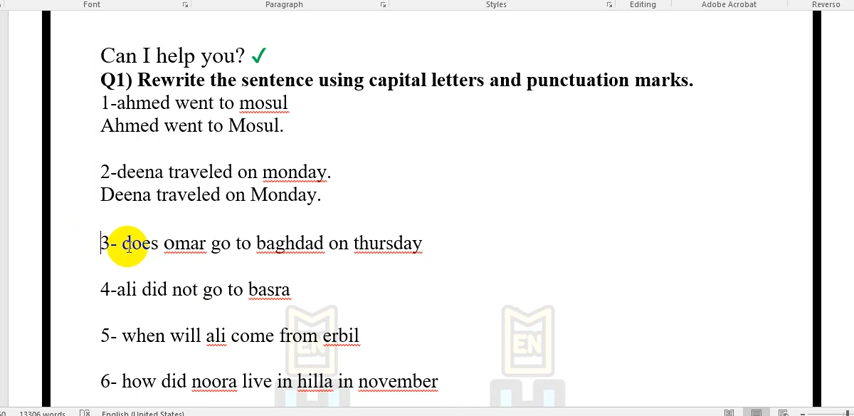 Font Paragraph Styles Editing Adobe Acrobat Reverso
Can I help you? ✓
Q1) Rewrite the sentence using capital letters and punctuation marks.
1-ahmed went to mosul
Ahmed went to Mosul.
2-deena traveled on monday.
Deena traveled on Monday.
3- does omar go to baghdad on thursday
4-ali did not go to basra
5- when will ali come from erbil
6- how did noora live in hilla in november
EN EN
13306 words English (United States)